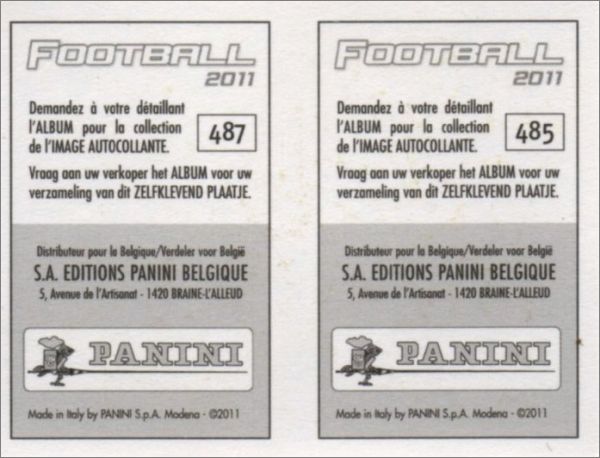 FOOTBALL
2011
Demandez à votre détaillant
l'ALBUM pour la collection
de l'IMAGE AUTOCOLLANTE.
487
Vraag aan uw verkoper het ALBUM voor uw
verzameling van dit ZELFKLEVEND PLAATJE.
Distributeur pour la Belgique/Verdeler voor België
S.A. EDITIONS PANINI BELGIQUE
5, Avenue de l'Artisanat - 1420 BRAINE-L'ALLEUD
PANINI
Made in Italy by PANINI S.p.A. Modena - ©2011
FOOTBALL
2011
Demandez à votre détaillant
l'ALBUM pour la collection
de l'IMAGE AUTOCOLLANTE.
485
Vraag aan uw verkoper het ALBUM voor uw
verzameling van dit ZELFKLEVEND PLAATJE.
Distributeur pour la Belgique/Verdeler voor België
S.A. EDITIONS PANINI BELGIQUE
5, Avenue de l'Artisanat - 1420 BRAINE-L'ALLEUD
PANINI
Made in Italy by PANINI S.p.A. Modena - ©2011